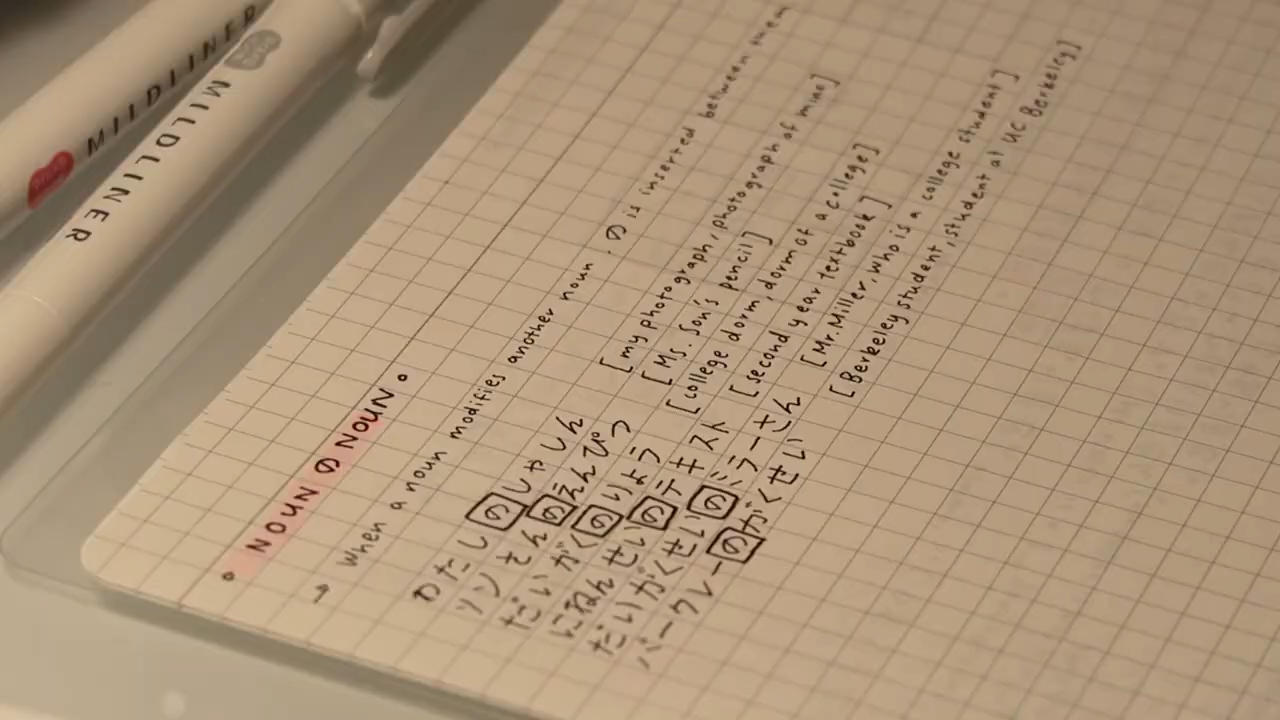 MILDLINER
MILDLINER
NOUN の NOUN
→ When a noun modifies another noun. の is inserted between them
わたしのしゃしん [my photograph, photograph of mine]
ソンさんのえんぴつ [Ms. Son's pencil]
だいがくのりょう [college dorm, dorm of a college]
にねんせいのテキスト [second year textbook]
だいがくせいのミラーさん [Mr. Miller, who is a college student]
バークレーのがくせい [Berkeley student, student at UC Berkeley]